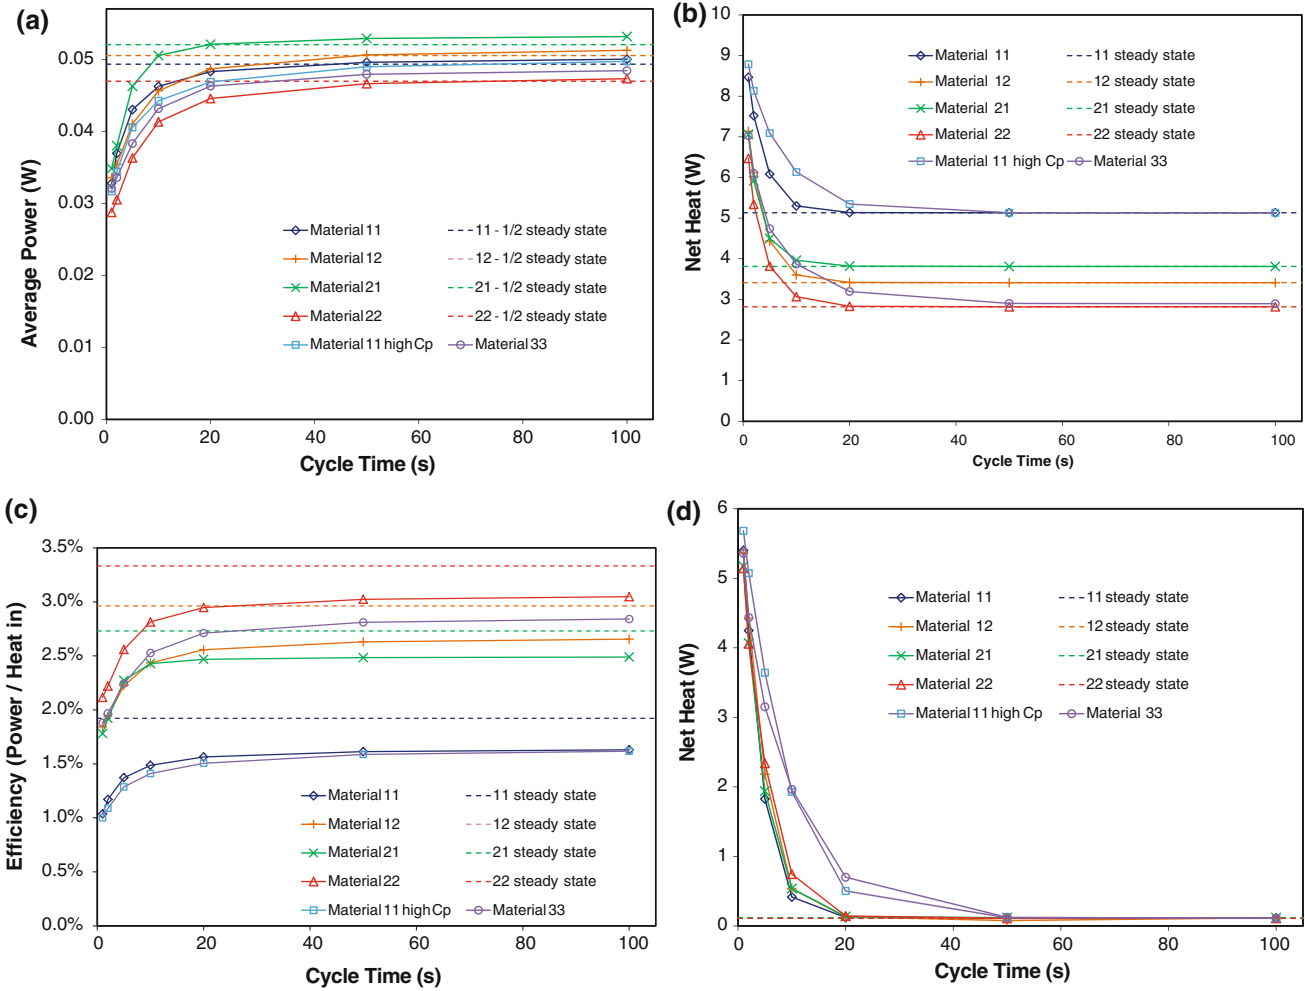 (a)
Average Power (W)
0.05
0.04
0.03
0.02
0.01
0.00
0 20 40 60 80 100
Cycle Time (s)
Material 11
Material 12
Material 21
Material 22
Material 11 high Cp
11 - 1/2 steady state
12 - 1/2 steady state
21 - 1/2 steady state
22 - 1/2 steady state
Material 33
(b)
Net Heat (W)
10
9
8
7
6
5
4
3
2
1
0
0 20 40 60 80 100
Cycle Time (s)
Material 11
Material 12
Material 21
Material 22
Material 11 high Cp
11 steady state
12 steady state
21 steady state
22 steady state
Material 33
(c)
Efficiency (Power / Heat in)
3.5%
3.0%
2.5%
2.0%
1.5%
1.0%
0.5%
0.0%
0 20 40 60 80 100
Cycle Time (s)
Material 11
Material 12
Material 21
Material 22
Material 11 high Cp
11 steady state
12 steady state
21 steady state
22 steady state
Material 33
(d)
Net Heat (W)
6
5
4
3
2
1
0
0 20 40 60 80 100
Cycle Time (s)
Material 11
Material 12
Material 21
Material 22
Material 11 high Cp
11 steady state
12 steady state
21 steady state
22 steady state
Material 33